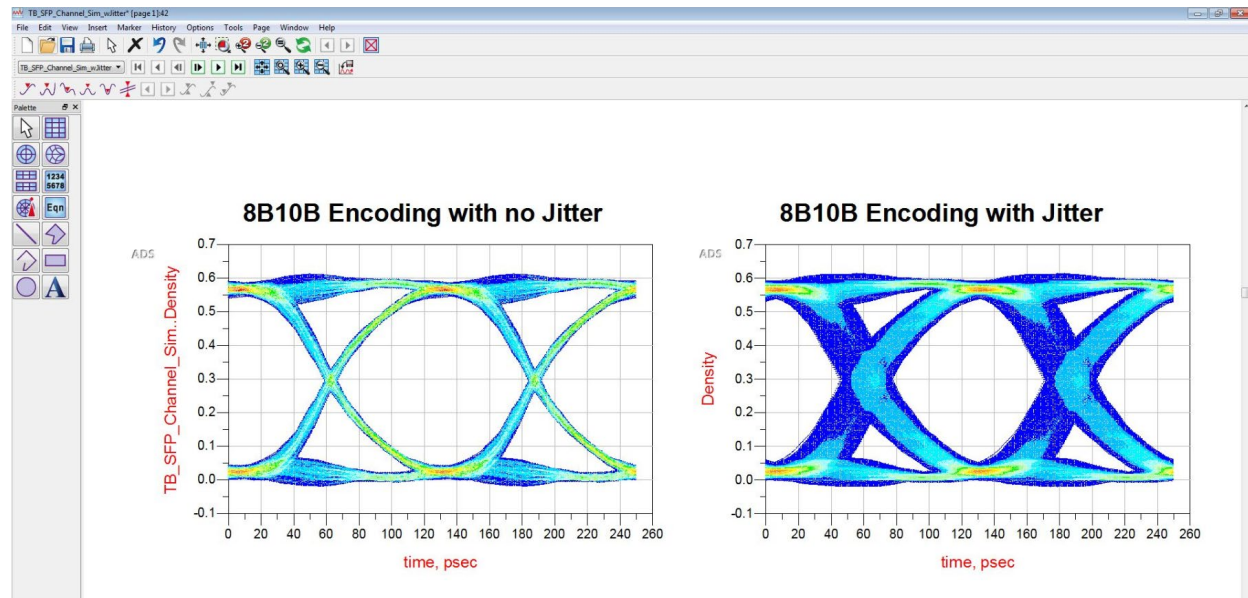 TB_SFP_Channel_Sim_wJitter* [page 1]:42
File Edit View Insert Marker History Options Tools Page Window Help
TB_SFP_Channel_Sim_wJitter
Palette
1234
5678
Eqn
A
8B10B Encoding with no Jitter
ADS
TB_SFP_Channel_Sim..Density
0.7
0.6
0.5
0.4
0.3
0.2
0.1
0.0
-0.1
0 20 40 60 80 100 120 140 160 180 200 220 240 260
time, psec
8B10B Encoding with Jitter
ADS
Density
0.7
0.6
0.5
0.4
0.3
0.2
0.1
0.0
-0.1
0 20 40 60 80 100 120 140 160 180 200 220 240 260
time, psec